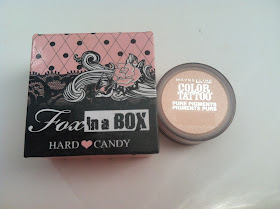 Fox in a BOX
HARD ❤ CANDY
MAYBELLINE
COLOR
TATTOO
PURE PIGMENTS
PIGMENTS PURS